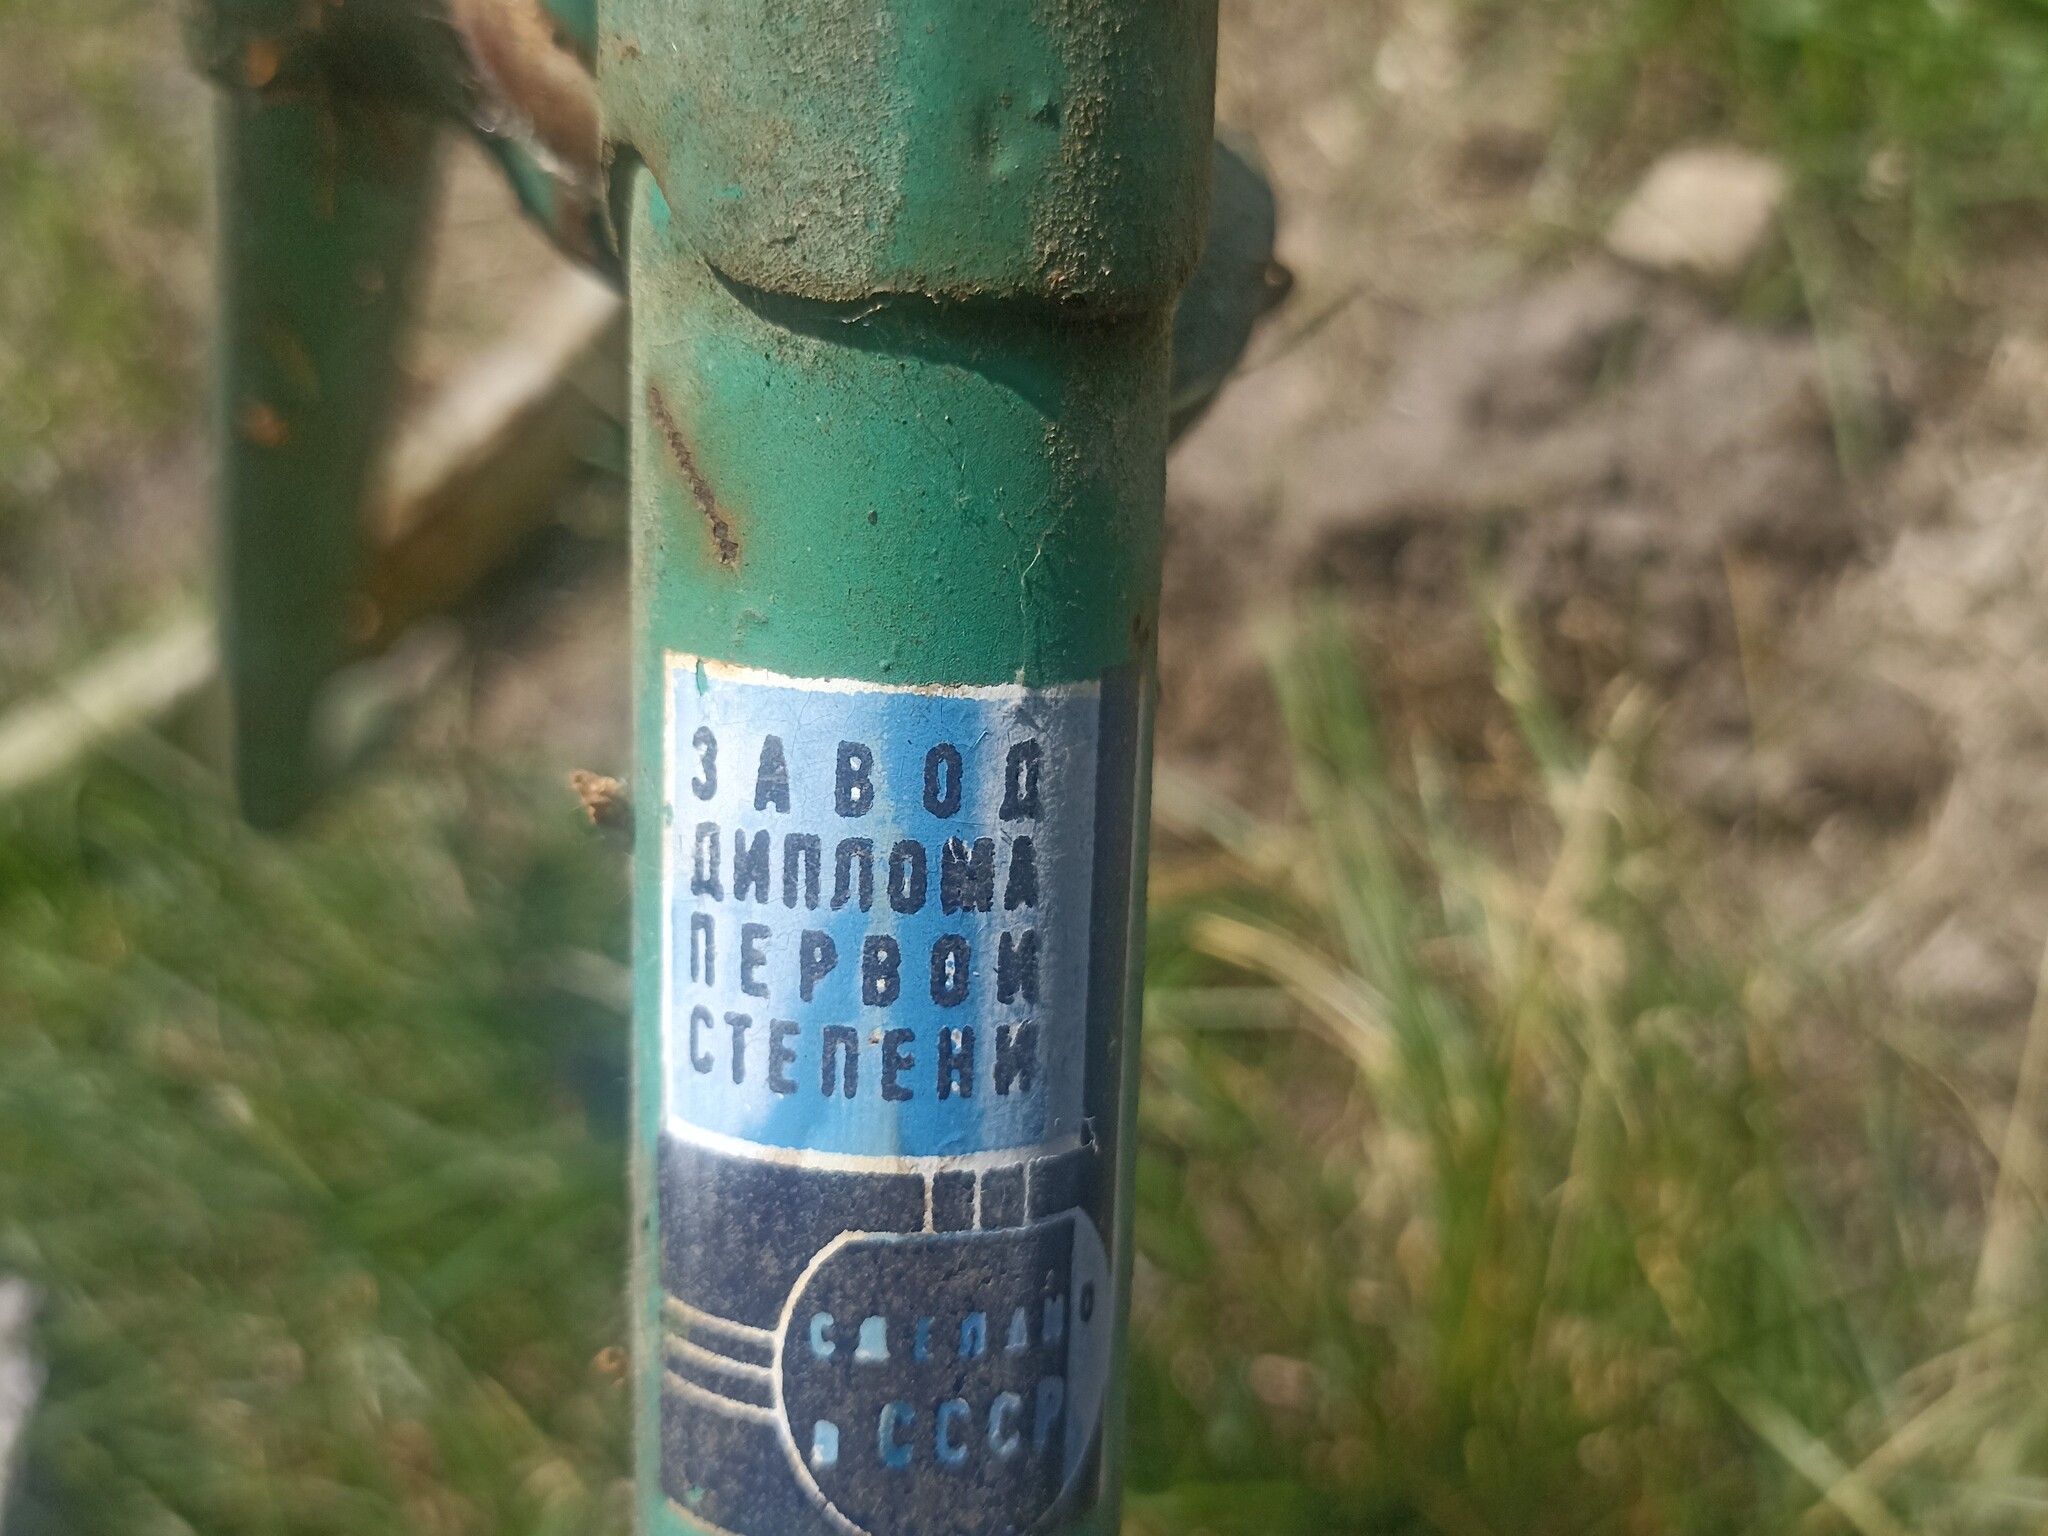 ЗАВОД
ДИПЛОМА
ПЕРВОЙ
СТЕПЕНИ
СДЕЛАНО
В СССР